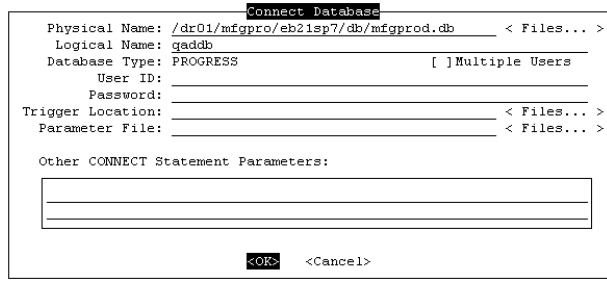 Connect Database
Physical Name: /dr01/mfgpro/eb21sp7/db/mfgprod.db < Files... >
Logical Name: qaddb
Database Type: PROGRESS [ ]Multiple Users
User ID:
Password:
Trigger Location: < Files... >
Parameter File: < Files... >
Other CONNECT Statement Parameters:
<OK> <Cancel>